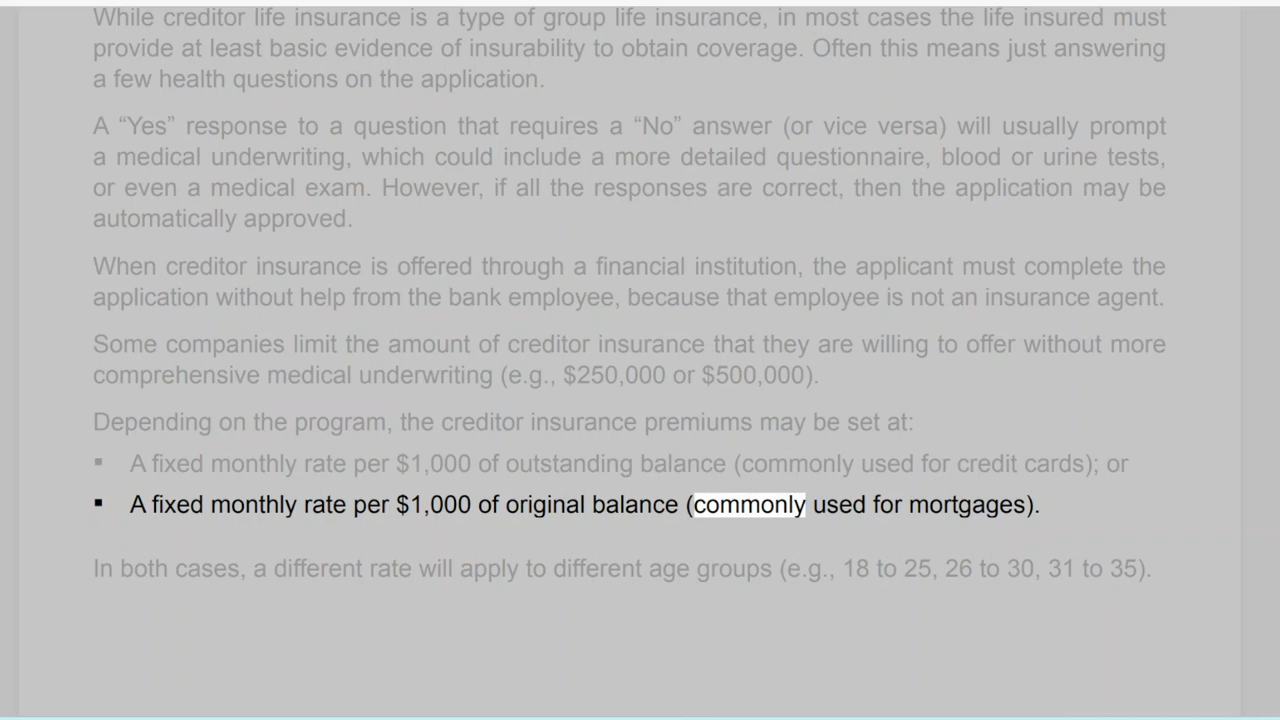 While creditor life insurance is a type of group life insurance, in most cases the life insured must
provide at least basic evidence of insurability to obtain coverage. Often this means just answering
a few health questions on the application.
A “Yes” response to a question that requires a “No” answer (or vice versa) will usually prompt
a medical underwriting, which could include a more detailed questionnaire, blood or urine tests,
or even a medical exam. However, if all the responses are correct, then the application may be
automatically approved.
When creditor insurance is offered through a financial institution, the applicant must complete the
application without help from the bank employee, because that employee is not an insurance agent.
Some companies limit the amount of creditor insurance that they are willing to offer without more
comprehensive medical underwriting (e.g., $250,000 or $500,000).
Depending on the program, the creditor insurance premiums may be set at:
▪ A fixed monthly rate per $1,000 of outstanding balance (commonly used for credit cards); or
▪ A fixed monthly rate per $1,000 of original balance (commonly used for mortgages).
In both cases, a different rate will apply to different age groups (e.g., 18 to 25, 26 to 30, 31 to 35).